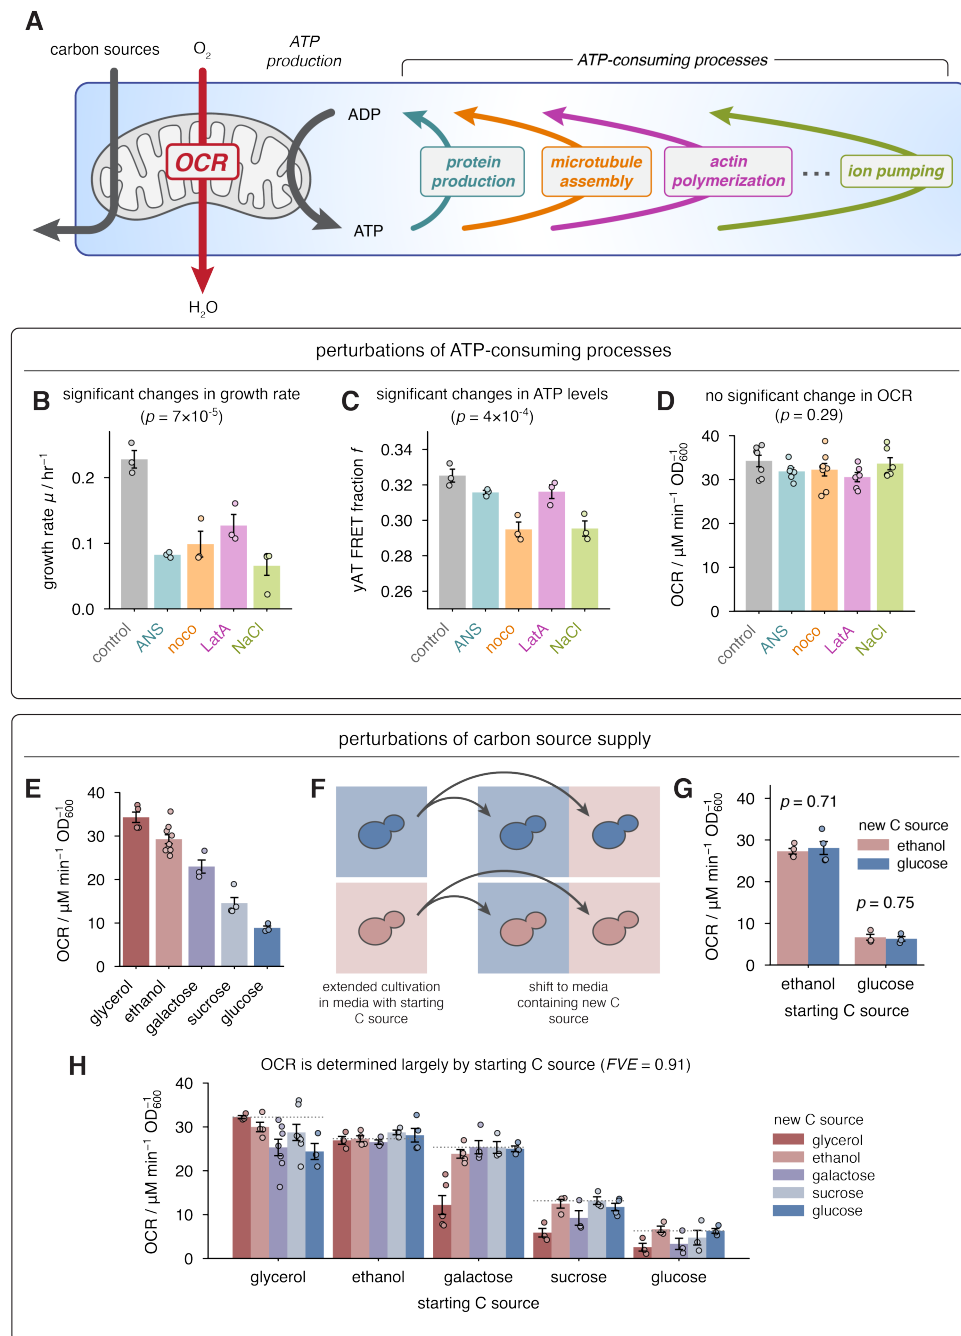 A
carbon sources
O2
ATP
production
ATP-consuming processes
ADP
OCR
protein
production
microtubule
assembly
actin
polymerization
...
ion pumping
ATP
H2O
perturbations of ATP-consuming processes
B
significant changes in growth rate
(p = 7×10-5)
growth rate μ / hr−1
0.2
0.1
0.0
control
ANS
noco
LatA
NaCl
C
significant changes in ATP levels
(p = 4×10-4)
yAT FRET fraction f
0.34
0.32
0.30
0.28
0.26
control
ANS
noco
LatA
NaCl
D
no significant change in OCR
(p = 0.29)
OCR / μM min−1 OD−1600
40
30
20
10
0
control
ANS
noco
LatA
NaCl
perturbations of carbon source supply
E
OCR / μM min−1 OD−1600
40
30
20
10
0
glycerol
ethanol
galactose
sucrose
glucose
F
extended cultivation
in media with starting
C source
shift to media
containing new C
source
G
OCR / μM min−1 OD−1600
40
30
20
10
0
p = 0.71
new C source
ethanol
glucose
p = 0.75
ethanol
glucose
starting C source
H
OCR is determined largely by starting C source (FVE = 0.91)
OCR / μM min−1 OD−1600
40
30
20
10
0
glycerol
ethanol
galactose
sucrose
glucose
starting C source
new C source
glycerol
ethanol
galactose
sucrose
glucose